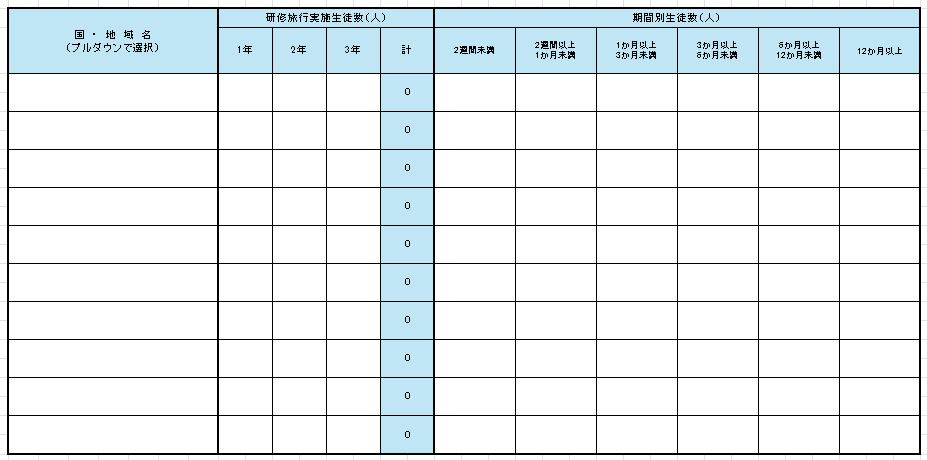 国・地域名
（プルダウンで選択）
研修旅行実施生徒数（人）
期間別生徒数（人）
1年
2年
3年
計
2週間未満
2週間以上
1か月未満
1か月以上
3か月未満
3か月以上
6か月未満
6か月以上
12か月未満
12か月以上
0
0
0
0
0
0
0
0
0
0